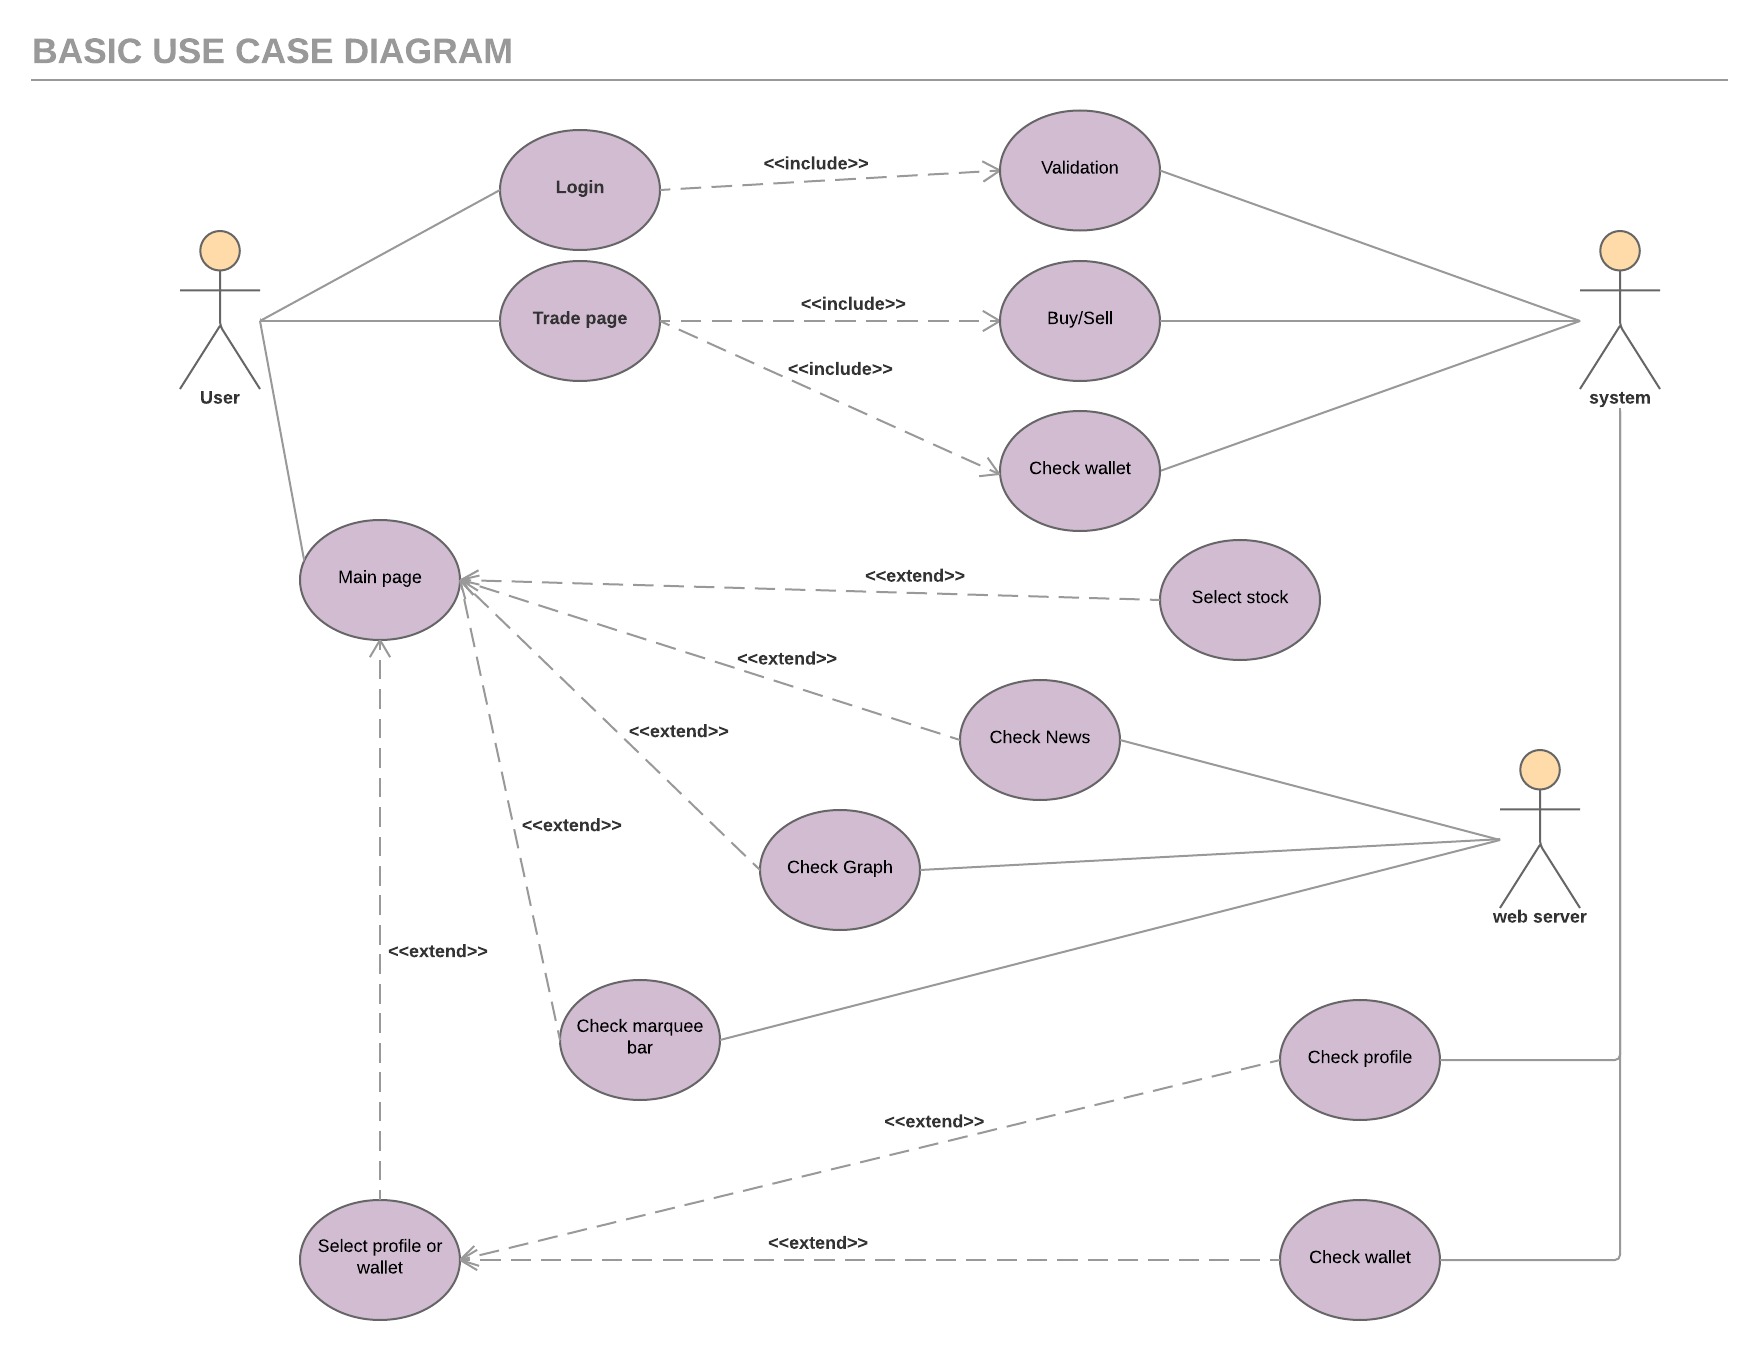 BASIC USE CASE DIAGRAM
<<include>>
Validation
Login
<<include>>
Trade page
Buy/Sell
<<include>>
User
system
Check wallet
<<extend>>
Main page
Select stock
<<extend>>
<<extend>>
Check News
<<extend>>
Check Graph
web server
<<extend>>
Check marquee
bar
Check profile
<<extend>>
<<extend>>
Select profile or
wallet
Check wallet